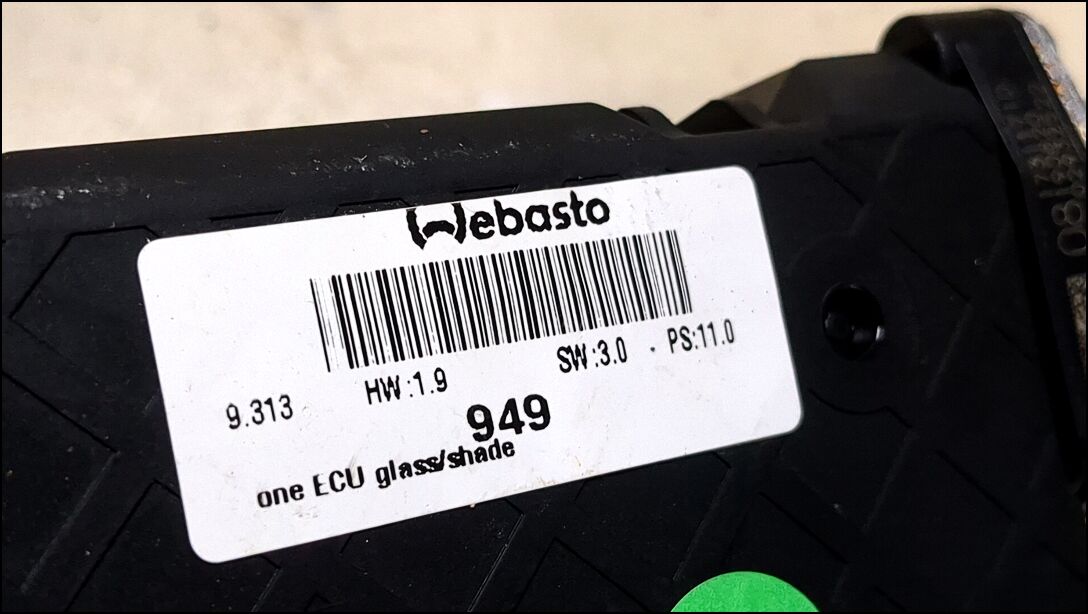 Webasto
9.313 HW:1.9 SW:3.0 - PS:11.0
949
one ECU glass/shade